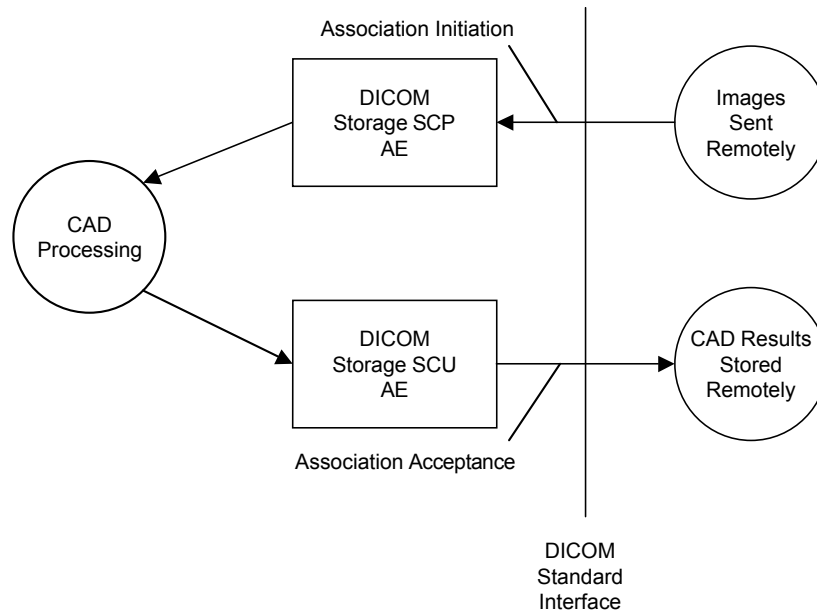 Association Initiation
DICOM
Storage SCP
AE
Images
Sent
Remotely
CAD
Processing
DICOM
Storage SCU
AE
CAD Results
Stored
Remotely
Association Acceptance
DICOM
Standard
Interface